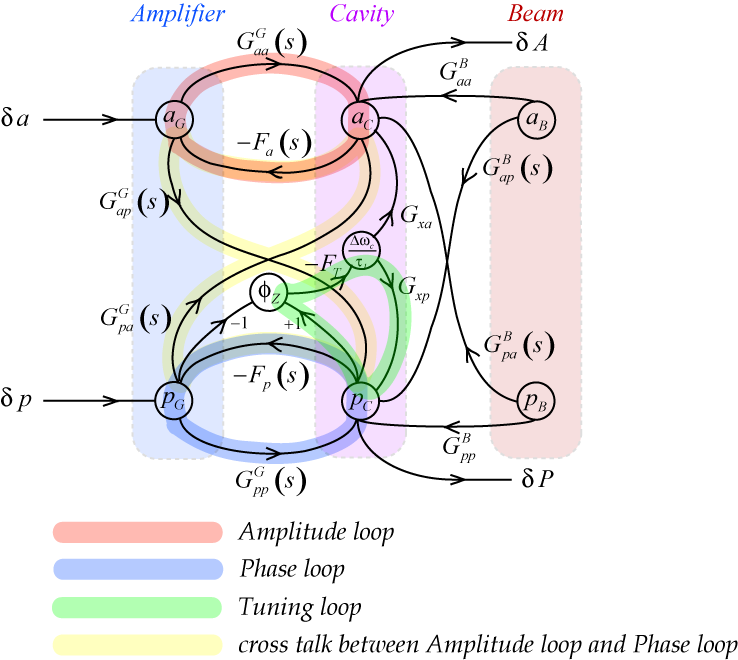 Amplifier Cavity Beam
G^G_aa(s) δA
G^B_aa
δa a_G a_C a_B
−F_a(s)
G^B_ap(s)
G^G_ap(s)
G_xa
Δω_c
−F_T
G_xp
ϕ_Z
G^G_pa(s) −1 +1 G^B_pa(s)
−F_p(s)
δp p_G p_C p_B
G^B_pp
G^G_pp(s) δP
Amplitude loop
Phase loop
Tuning loop
cross talk between Amplitude loop and Phase loop